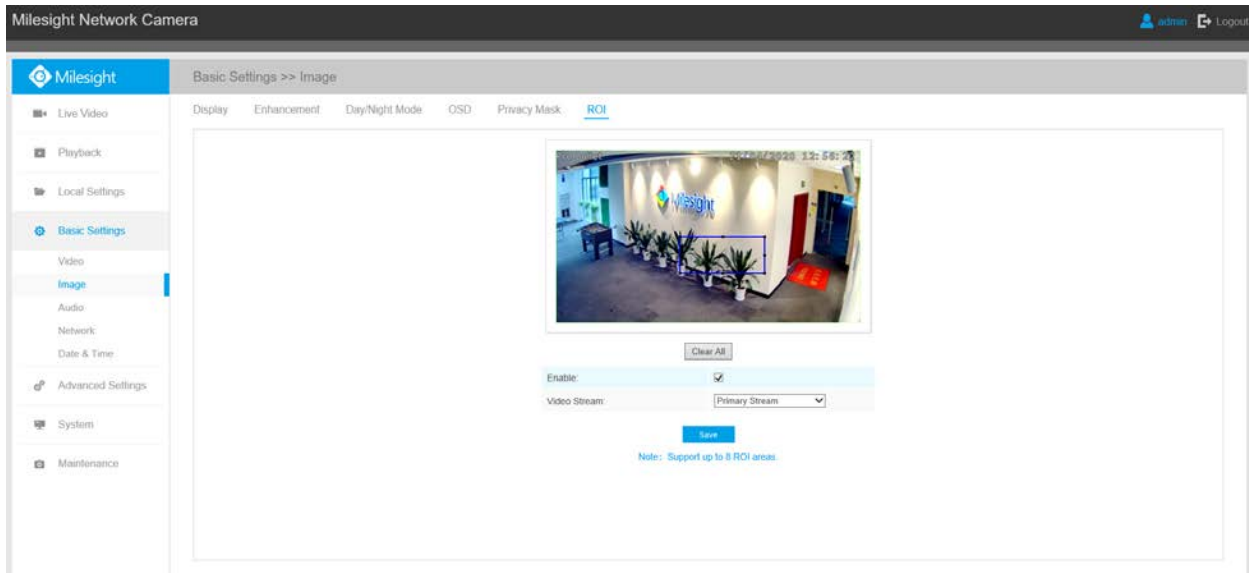 Milesight Network Camera
admin Logout
Milesight
Basic Settings >> Image
Live Video
Playback
Local Settings
Basic Settings
Video
Image
Audio
Network
Date & Time
Advanced Settings
System
Maintenance
Display Enhancement Day/Night Mode OSD Privacy Mask ROI
Milesight
Clear All
Enable:
Video Stream: Primary Stream
Save
Note: Support up to 8 ROI areas.